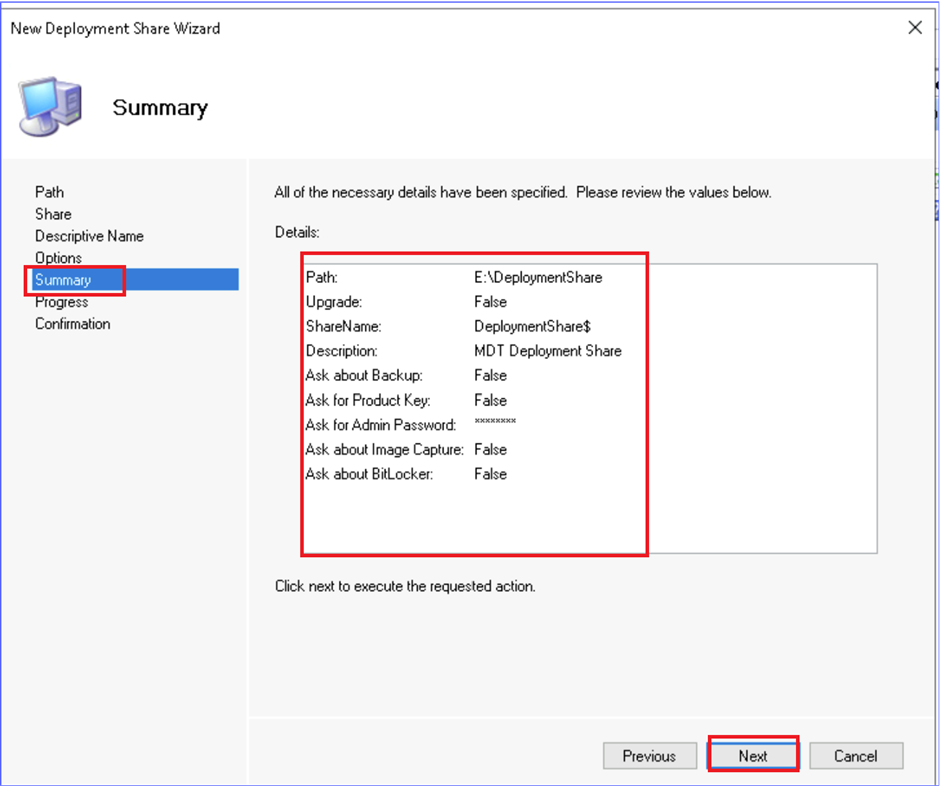 New Deployment Share Wizard
Summary
Path
Share
Descriptive Name
Options
Summary
Progress
Confirmation
All of the necessary details have been specified.  Please review the values below.
Details:
Path: E:\DeploymentShare
Upgrade: False
ShareName: DeploymentShare$
Description: MDT Deployment Share
Ask about Backup: False
Ask for Product Key: False
Ask for Admin Password: ********
Ask about Image Capture: False
Ask about BitLocker: False
Click next to execute the requested action.
Previous Next Cancel